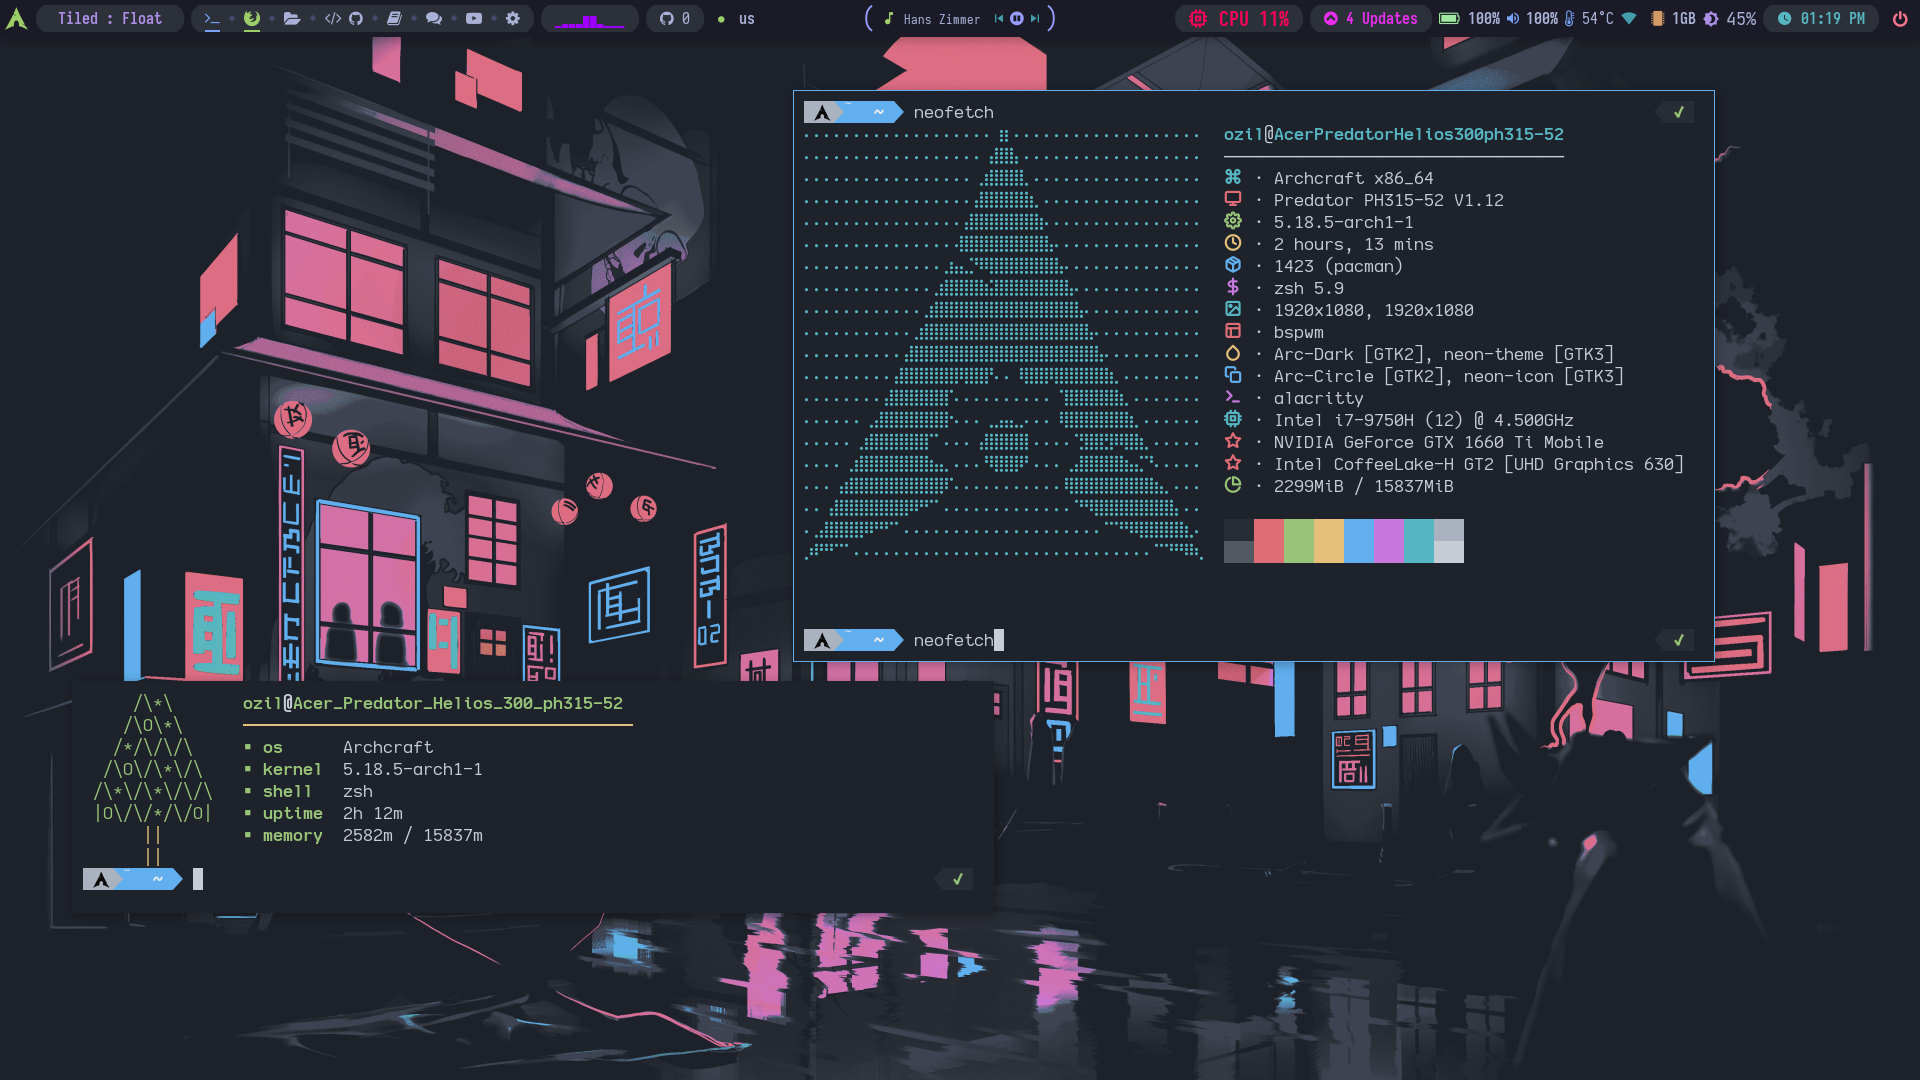 Tiled : Float
0
us
Hans Zimmer
CPU 11%
4 Updates
100%
100%
54°C
1GB
45%
01:19 PM
~ neofetch ✓
ozil@AcerPredatorHelios300ph315-52
· Archcraft x86_64
· Predator PH315-52 V1.12
· 5.18.5-arch1-1
· 2 hours, 13 mins
· 1423 (pacman)
· zsh 5.9
· 1920x1080, 1920x1080
· bspwm
· Arc-Dark [GTK2], neon-theme [GTK3]
· Arc-Circle [GTK2], neon-icon [GTK3]
· alacritty
· Intel i7-9750H (12) @ 4.500GHz
· NVIDIA GeForce GTX 1660 Ti Mobile
· Intel CoffeeLake-H GT2 [UHD Graphics 630]
· 2299MiB / 15837MiB
~ neofetch ✓
ozil@Acer_Predator_Helios_300_ph315-52
▪ os Archcraft
▪ kernel 5.18.5-arch1-1
▪ shell zsh
▪ uptime 2h 12m
▪ memory 2582m / 15837m
~ ✓